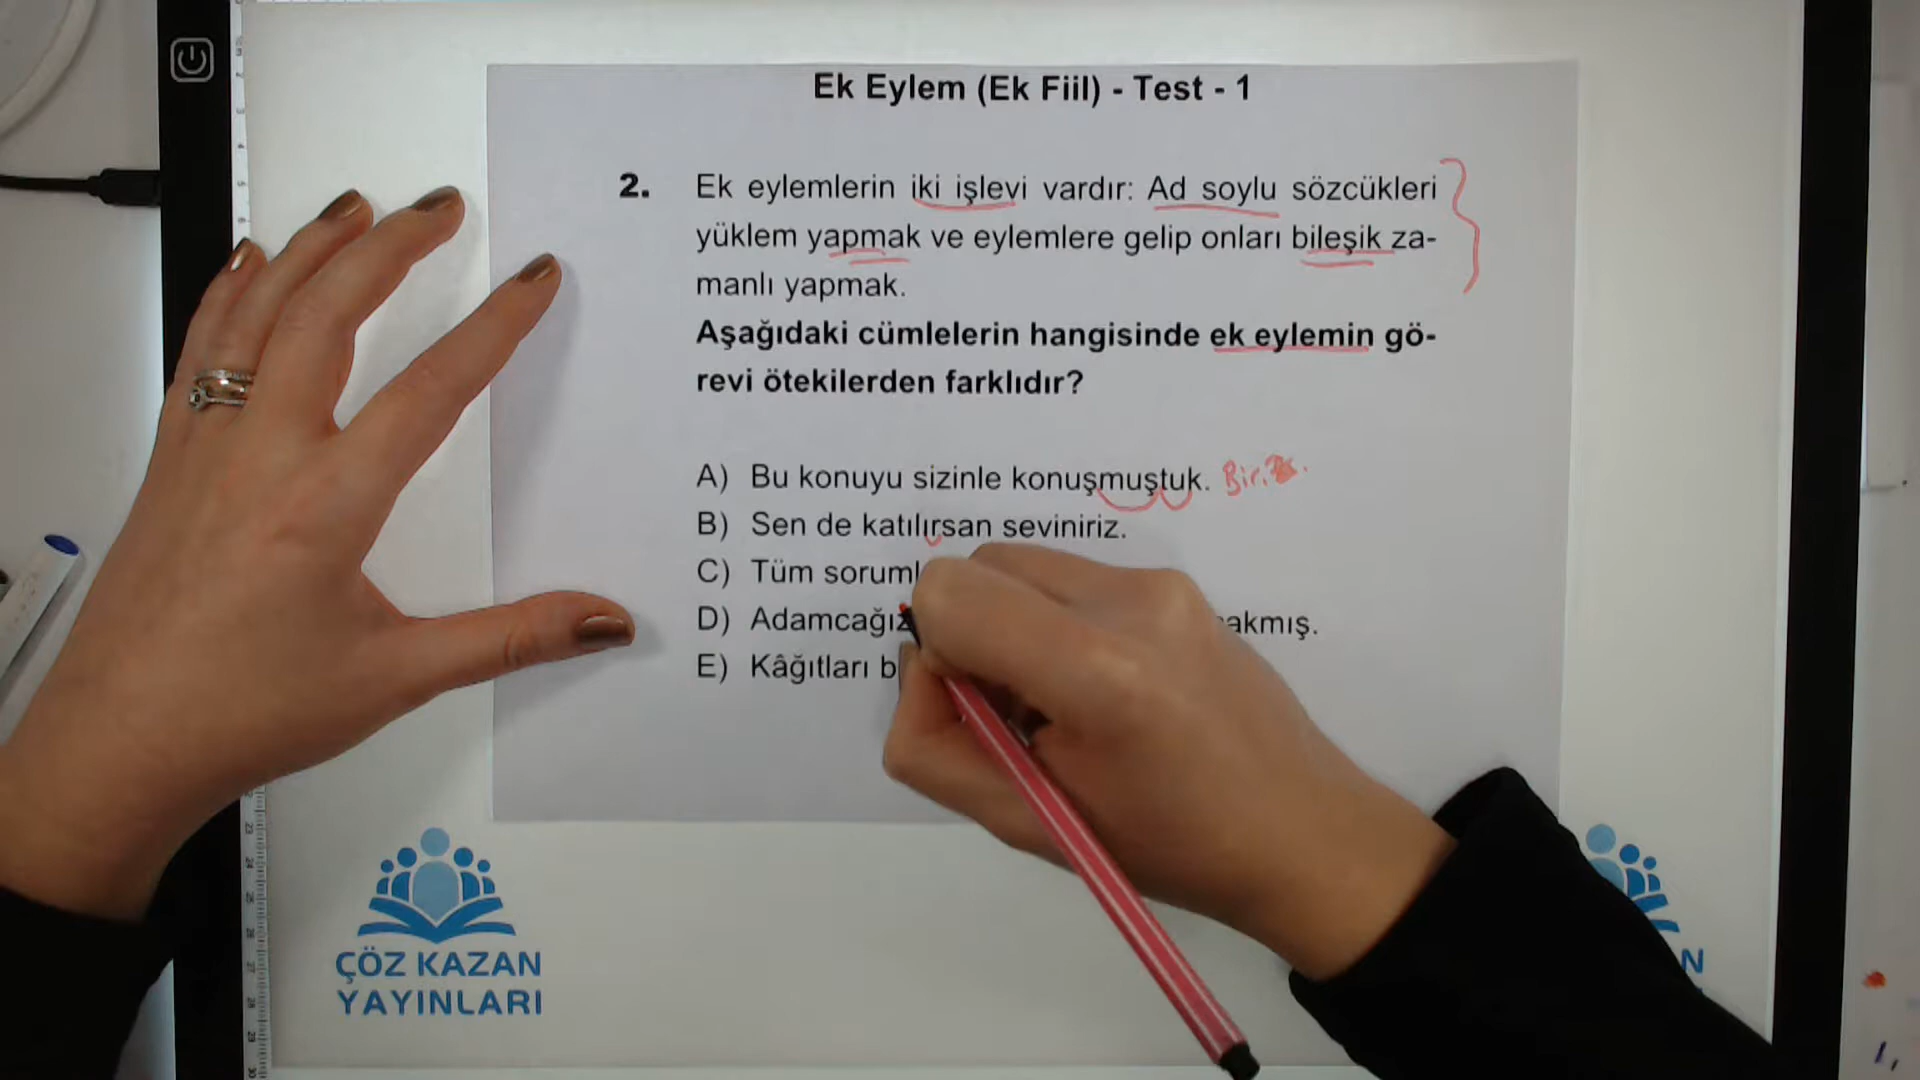 Ek Eylem (Ek Fiil) - Test - 1
2. Ek eylemlerin iki işlevi vardır: Ad soylu sözcükleri
yüklem yapmak ve eylemlere gelip onları bileşik za-
manlı yapmak.
Aşağıdaki cümlelerin hangisinde ek eylemin gö-
revi ötekilerden farklıdır?
A) Bu konuyu sizinle konuşmuştuk.
B) Sen de katılırsan seviniriz.
C) Tüm
D) Adamcağız
E) Kâğıtları
ÇÖZ KAZAN
YAYINLARI